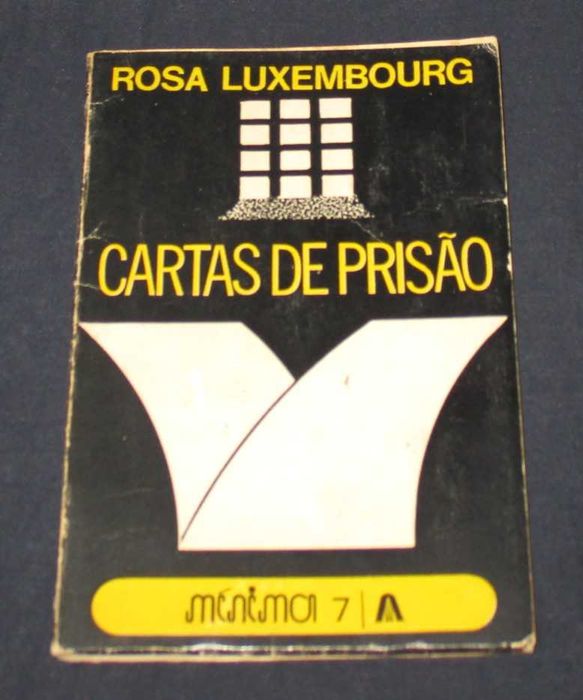 ROSA LUXEMBOURG
CARTAS DE PRISÃO
mínima 7